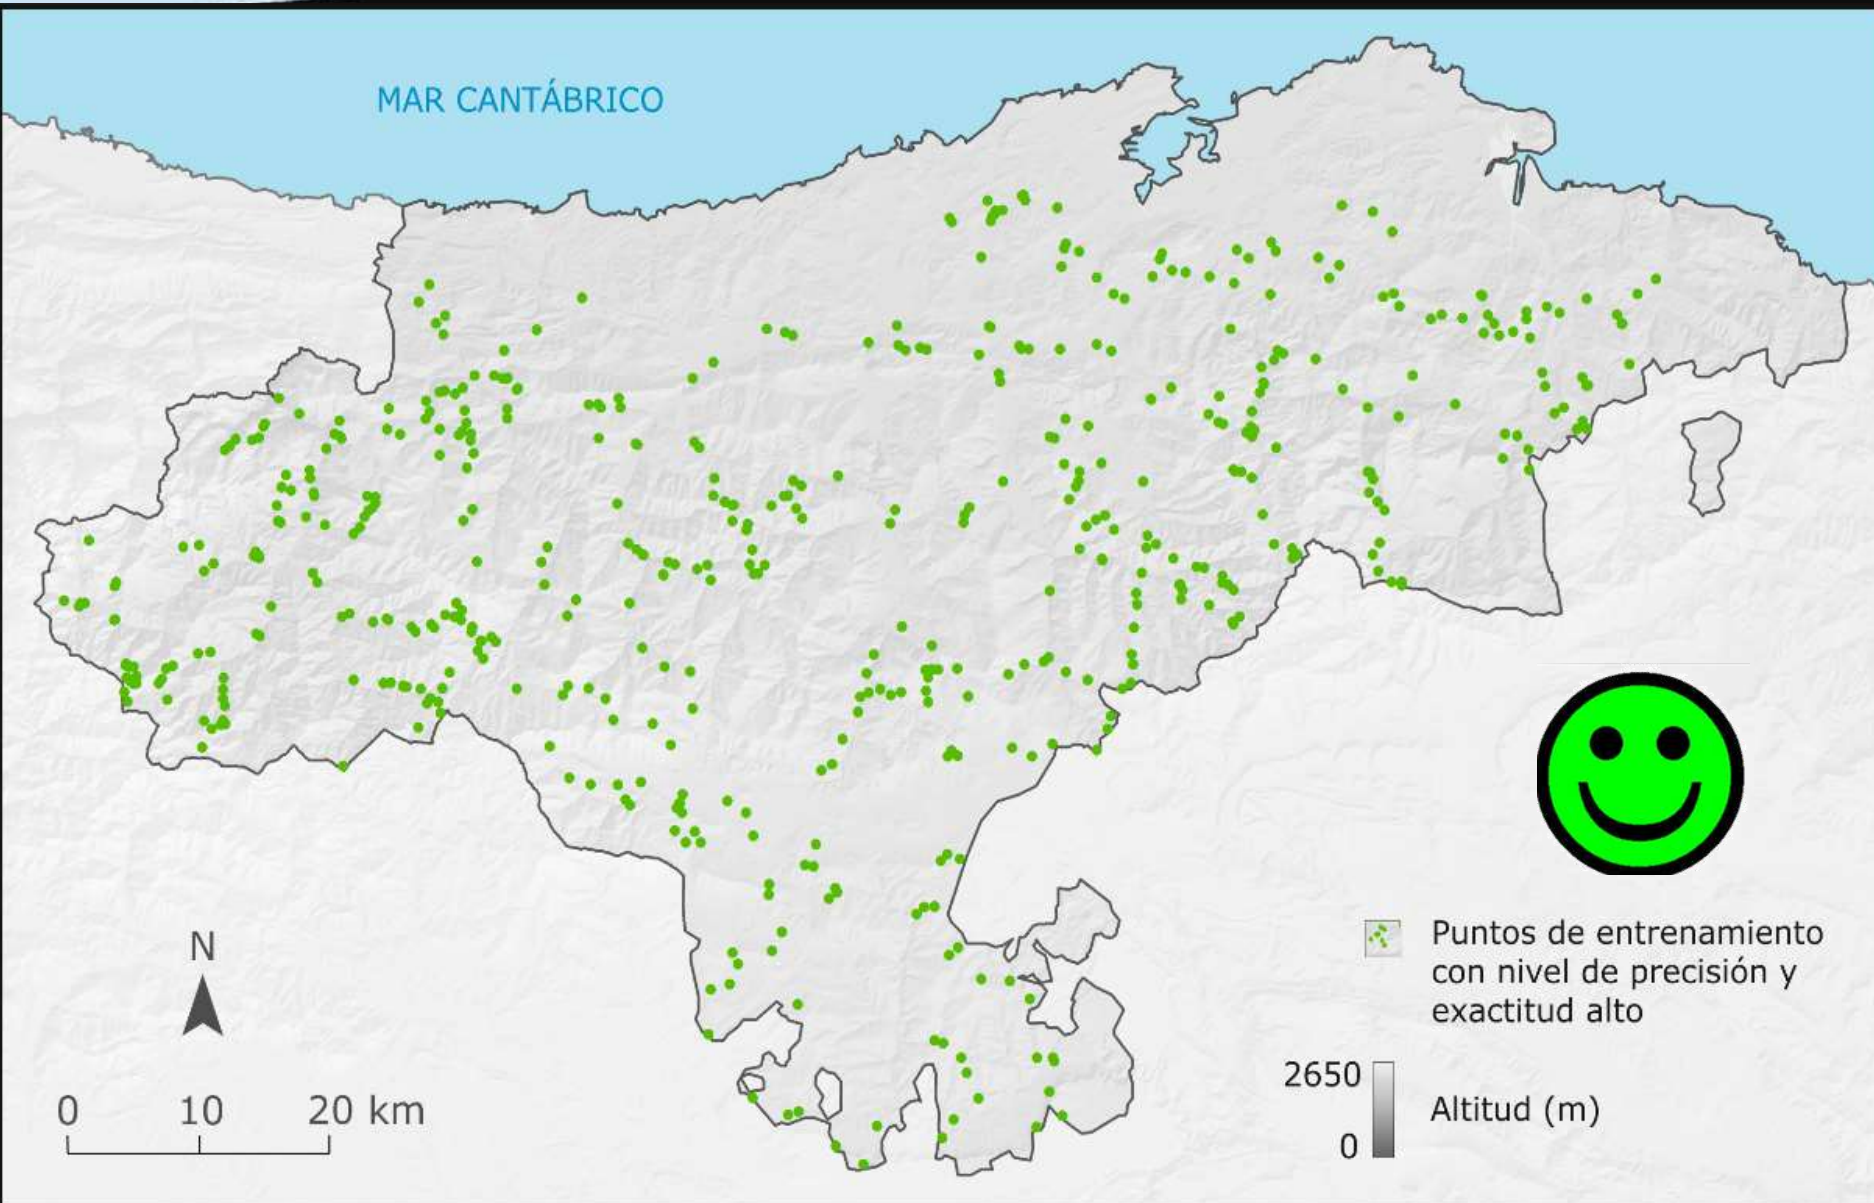 MAR CANTÁBRICO
N
0 10 20 km
Puntos de entrenamiento
con nivel de precisión y
exactitud alto
2650
Altitud (m)
0